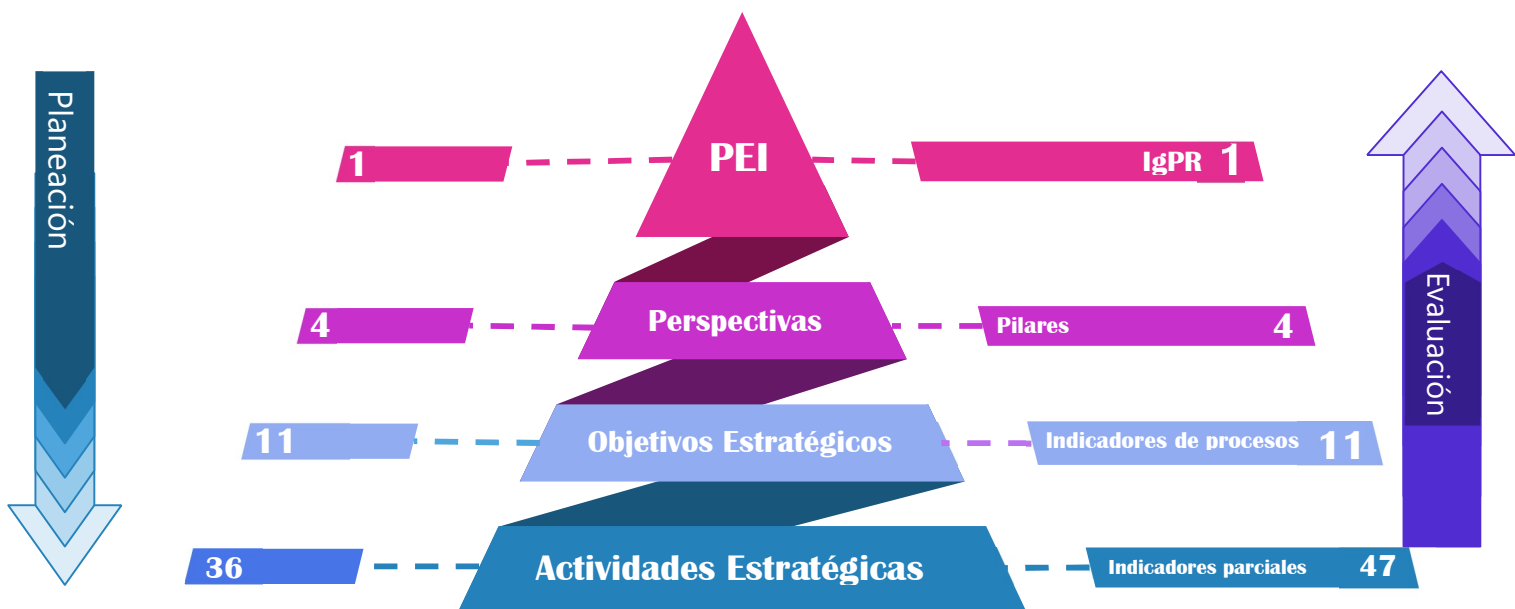 Planeación
1
PEI
IgPR 1
4
Perspectivas
Pilares 4
11
Objetivos Estratégicos
Indicadores de procesos 11
36
Actividades Estratégicas
Indicadores parciales 47
Evaluación